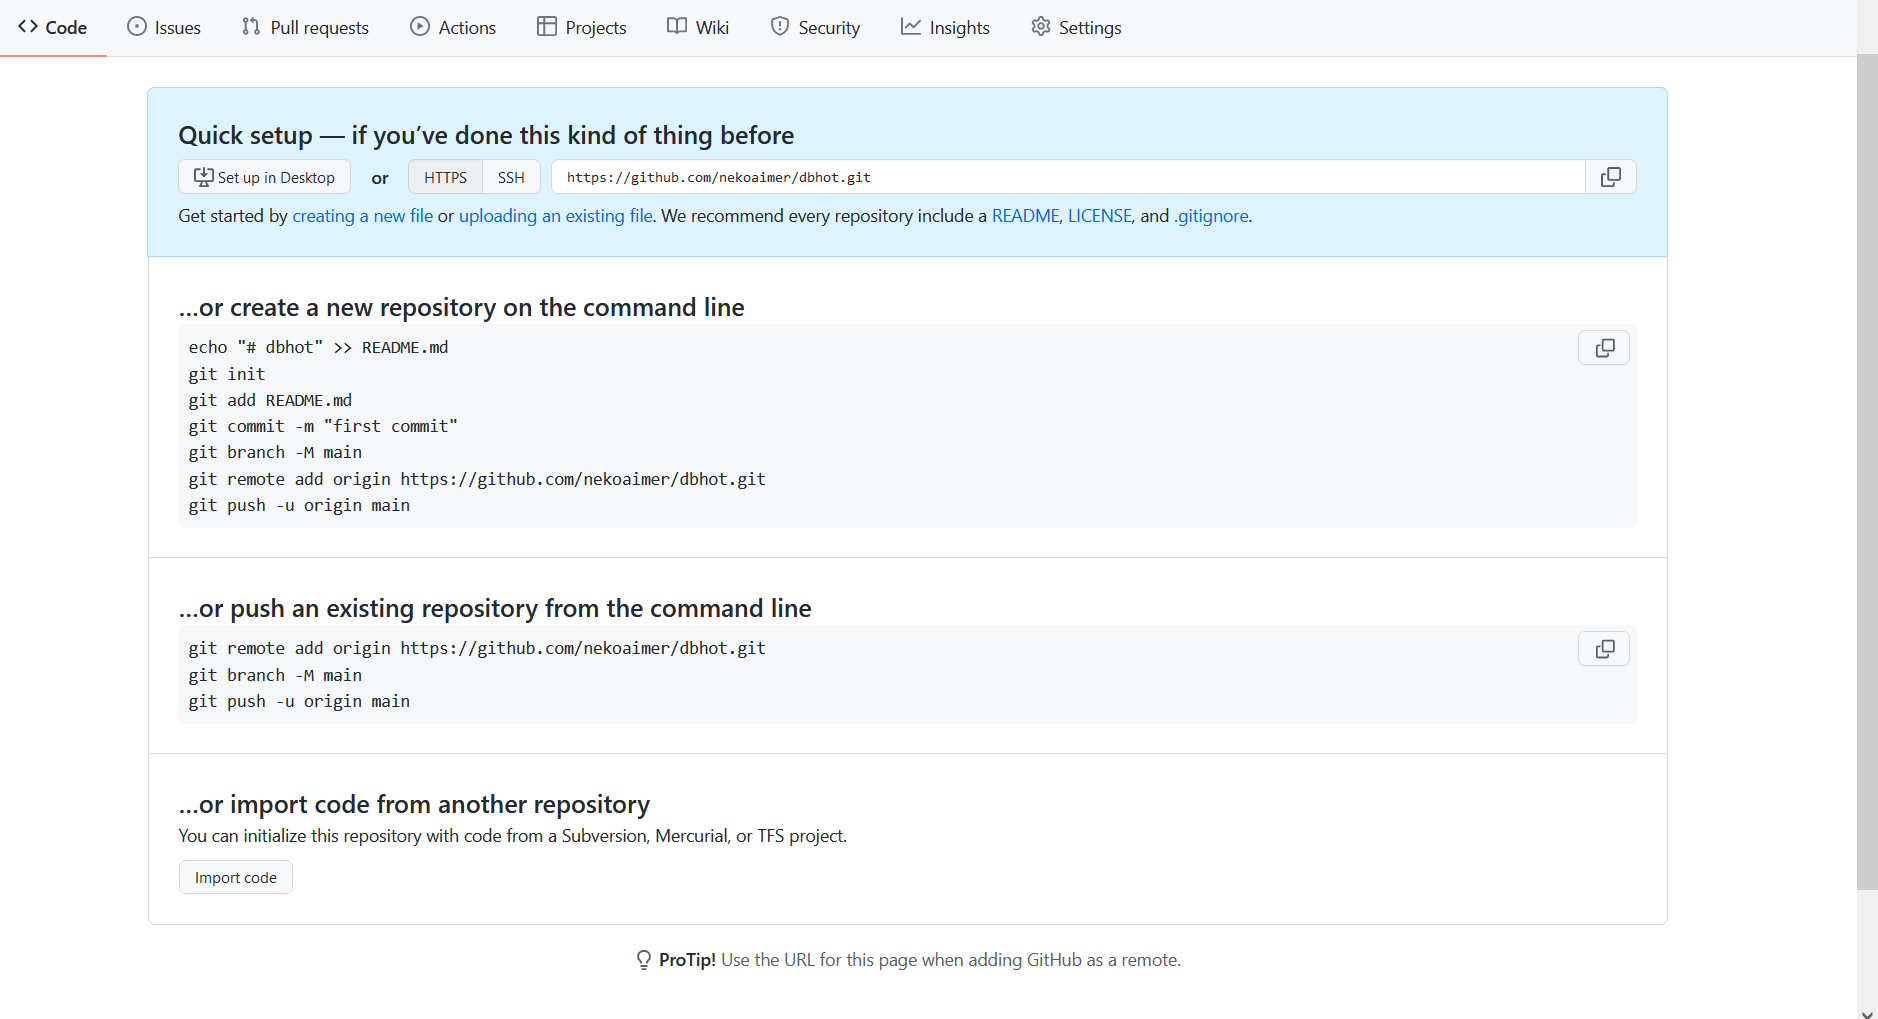 Code Issues Pull requests Actions Projects Wiki Security Insights Settings
Quick setup — if you’ve done this kind of thing before
Set up in Desktop or HTTPS SSH https://github.com/nekoaimer/dbhot.git
Get started by creating a new file or uploading an existing file. We recommend every repository include a README, LICENSE, and .gitignore.
…or create a new repository on the command line
echo "# dbhot" >> README.md
git init
git add README.md
git commit -m "first commit"
git branch -M main
git remote add origin https://github.com/nekoaimer/dbhot.git
git push -u origin main
…or push an existing repository from the command line
git remote add origin https://github.com/nekoaimer/dbhot.git
git branch -M main
git push -u origin main
…or import code from another repository
You can initialize this repository with code from a Subversion, Mercurial, or TFS project.
Import code
ProTip! Use the URL for this page when adding GitHub as a remote.